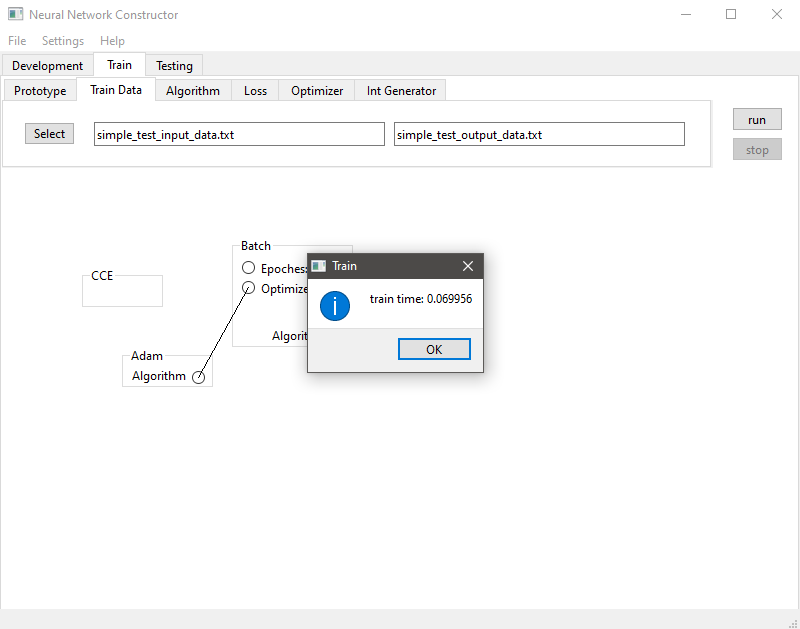 Neural Network Constructor
File Settings Help
Development Train Testing
Prototype Train Data Algorithm Loss Optimizer Int Generator
Select simple_test_input_data.txt simple_test_output_data.txt run
stop
Batch
Epoches:
CCE
Optimize
Algorit
Adam
Algorithm
Train
train time: 0.069956
OK